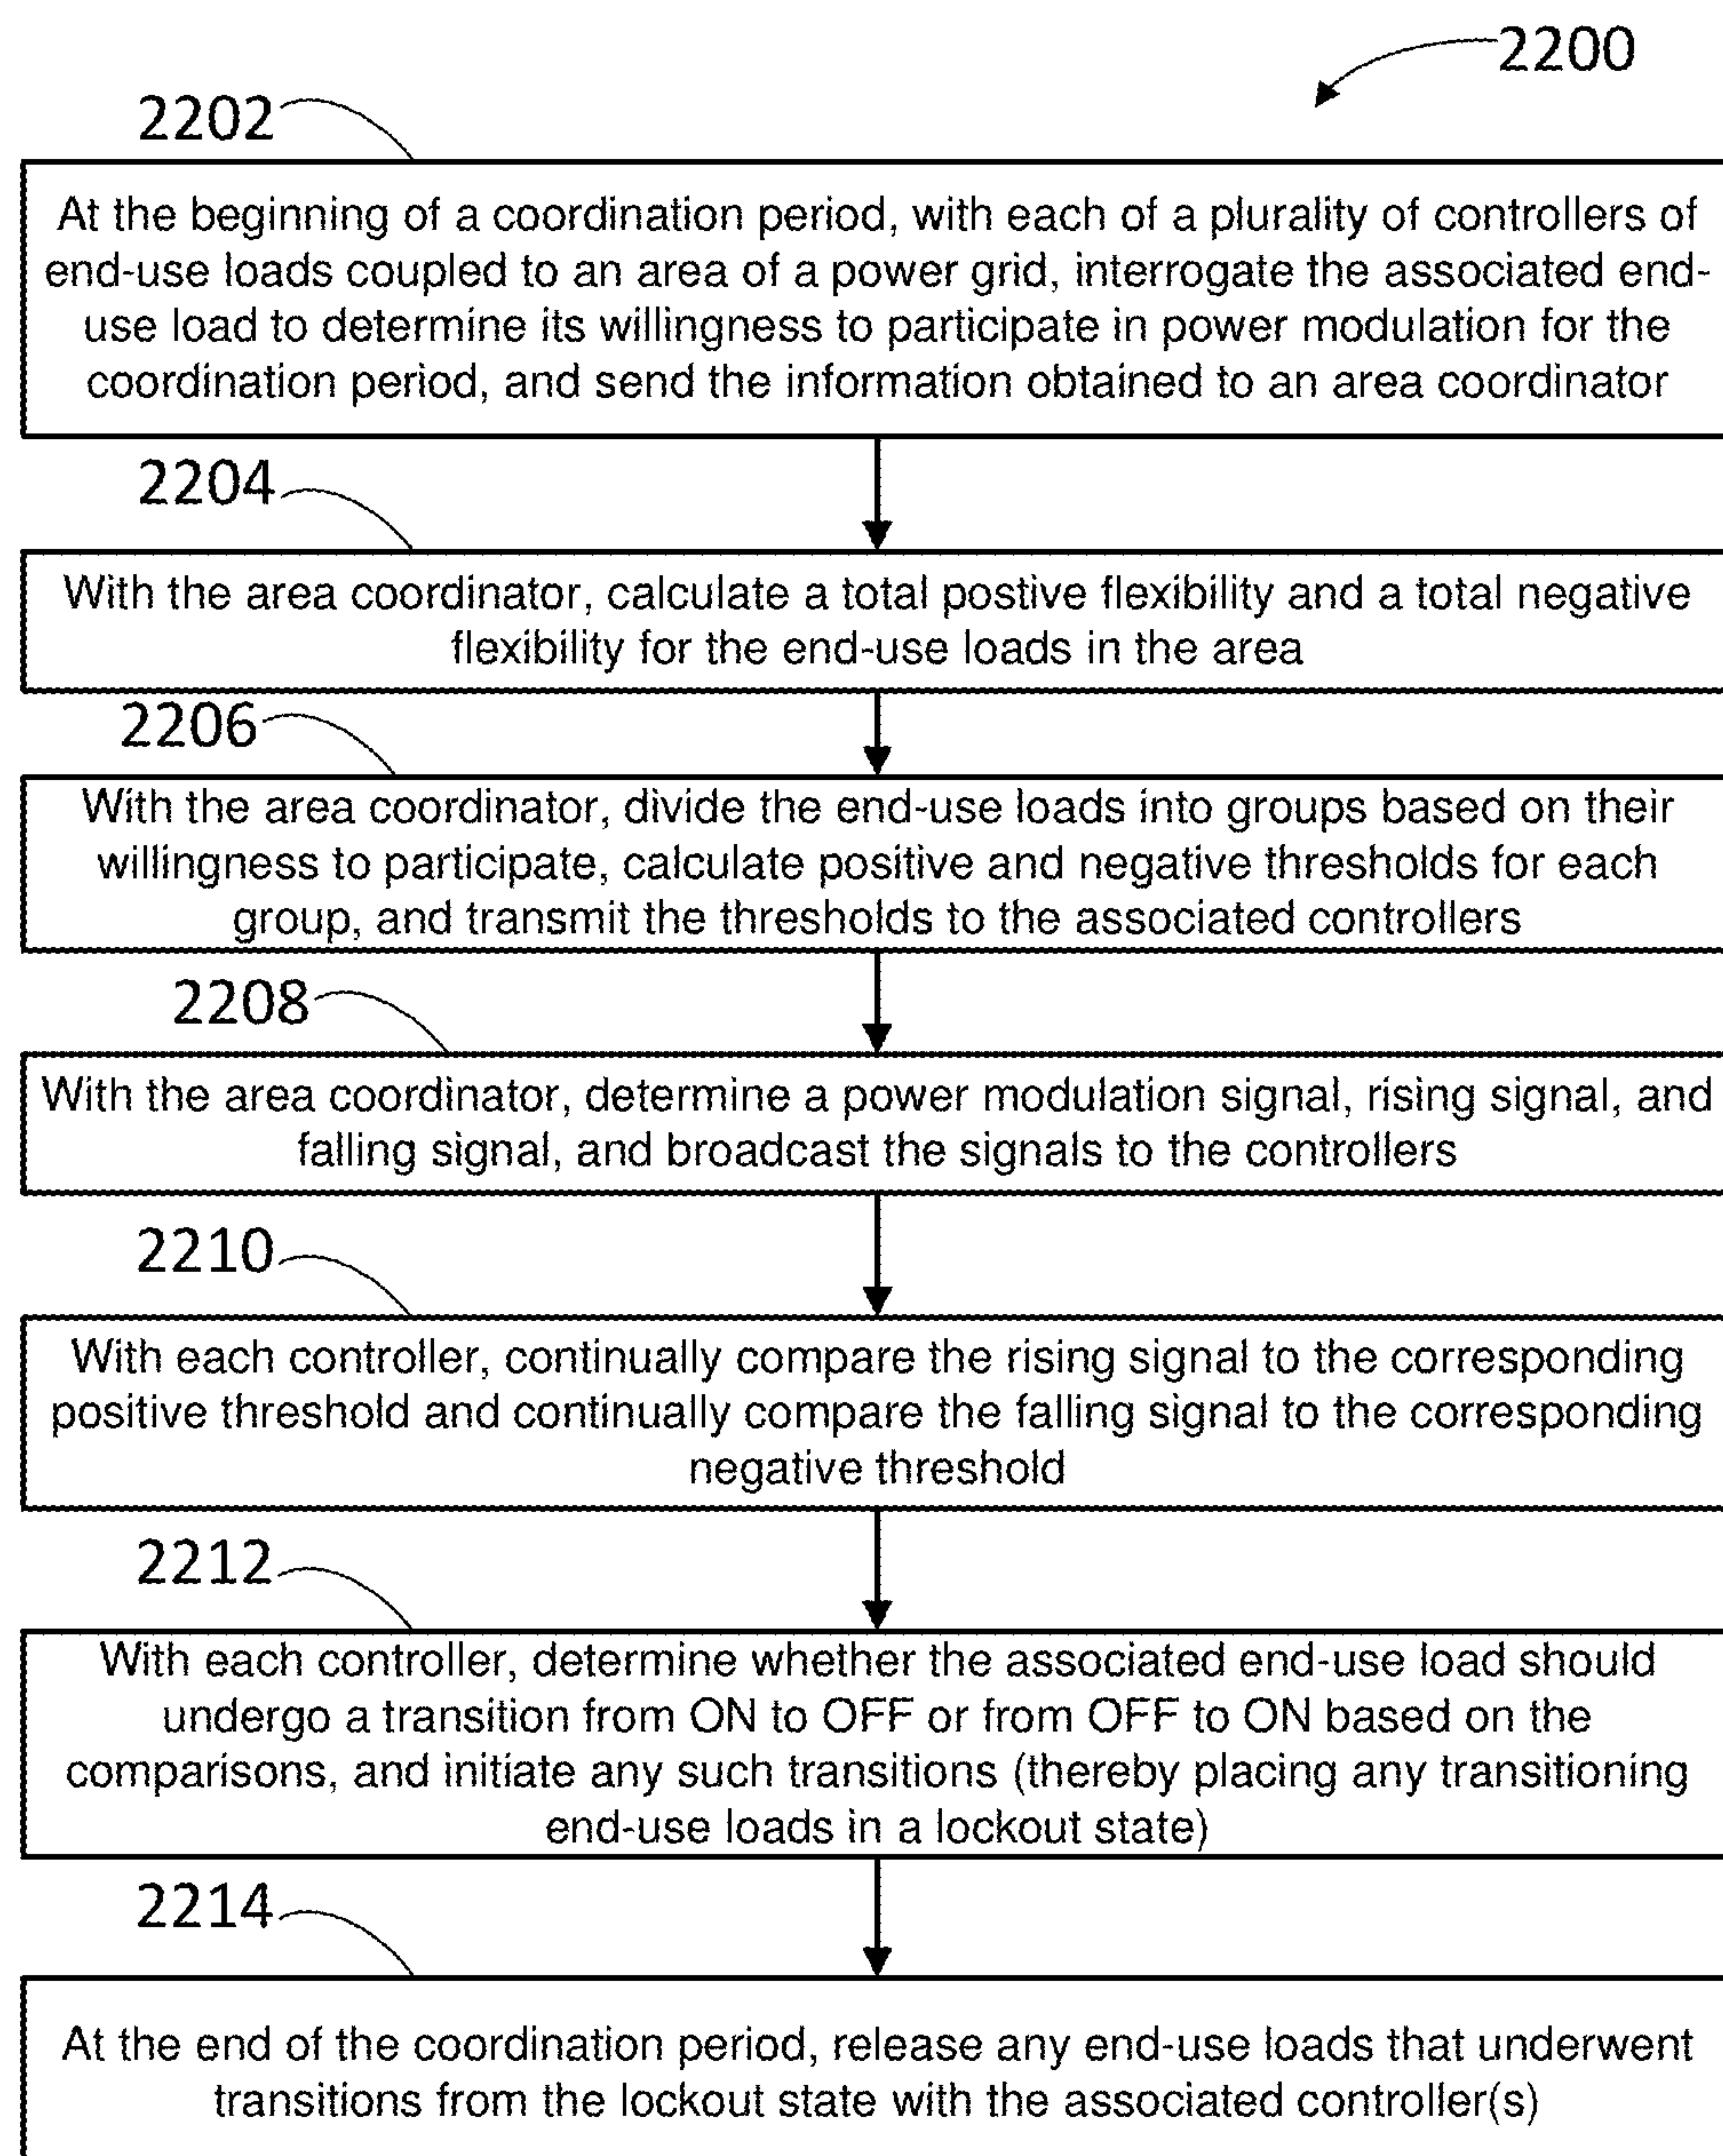 2200
2202
At the beginning of a coordination period, with each of a plurality of controllers of
end-use loads coupled to an area of a power grid, interrogate the associated end-
use load to determine its willingness to participate in power modulation for the
coordination period, and send the information obtained to an area coordinator
2204
With the area coordinator, calculate a total postive flexibility and a total negative
flexibility for the end-use loads in the area
2206
With the area coordinator, divide the end-use loads into groups based on their
willingness to participate, calculate positive and negative thresholds for each
group, and transmit the thresholds to the associated controllers
2208
With the area coordinator, determine a power modulation signal, rising signal, and
falling signal, and broadcast the signals to the controllers
2210
With each controller, continually compare the rising signal to the corresponding
positive threshold and continually compare the falling signal to the corresponding
negative threshold
2212
With each controller, determine whether the associated end-use load should
undergo a transition from ON to OFF or from OFF to ON based on the
comparisons, and initiate any such transitions (thereby placing any transitioning
end-use loads in a lockout state)
2214
At the end of the coordination period, release any end-use loads that underwent
transitions from the lockout state with the associated controller(s)